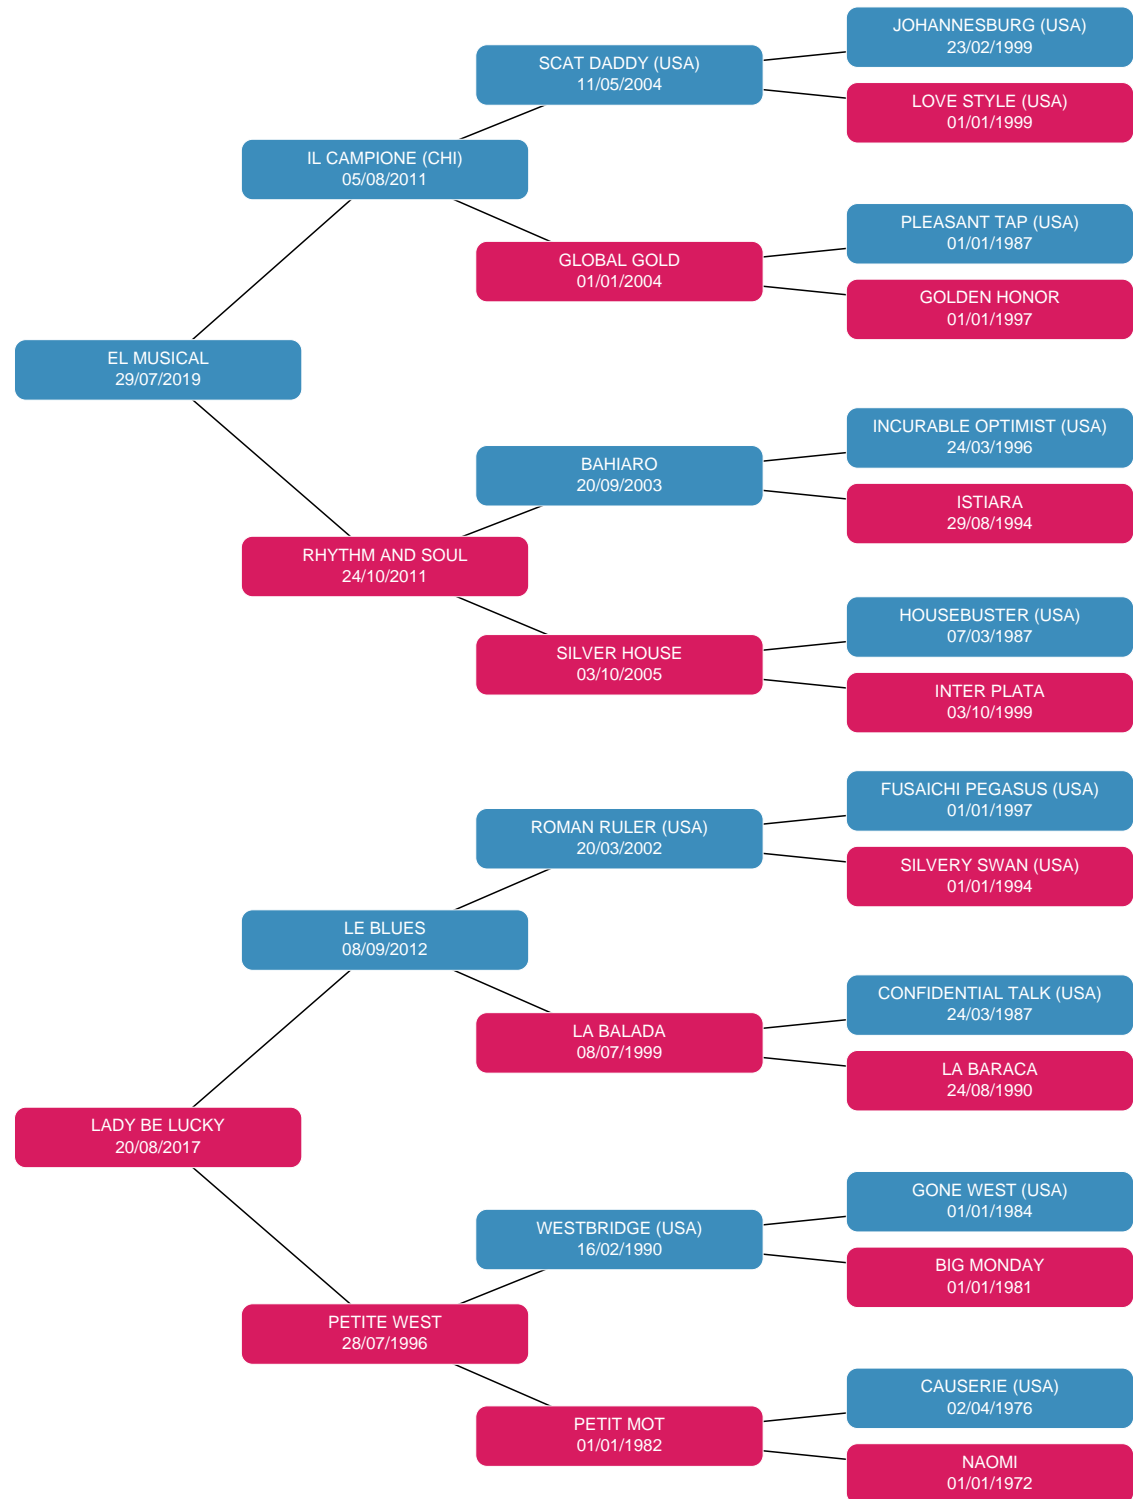 JOHANNESBURG (USA)
23/02/1999
SCAT DADDY (USA)
11/05/2004
LOVE STYLE (USA)
01/01/1999
IL CAMPIONE (CHI)
05/08/2011
PLEASANT TAP (USA)
01/01/1987
GLOBAL GOLD
01/01/2004
GOLDEN HONOR
01/01/1997
EL MUSICAL
29/07/2019
INCURABLE OPTIMIST (USA)
24/03/1996
BAHIARO
20/09/2003
ISTIARA
29/08/1994
RHYTHM AND SOUL
24/10/2011
HOUSEBUSTER (USA)
07/03/1987
SILVER HOUSE
03/10/2005
INTER PLATA
03/10/1999
FUSAICHI PEGASUS (USA)
01/01/1997
ROMAN RULER (USA)
20/03/2002
SILVERY SWAN (USA)
01/01/1994
LE BLUES
08/09/2012
CONFIDENTIAL TALK (USA)
24/03/1987
LA BALADA
08/07/1999
LA BARACA
24/08/1990
LADY BE LUCKY
20/08/2017
GONE WEST (USA)
01/01/1984
WESTBRIDGE (USA)
16/02/1990
BIG MONDAY
01/01/1981
PETITE WEST
28/07/1996
CAUSERIE (USA)
02/04/1976
PETIT MOT
01/01/1982
NAOMI
01/01/1972